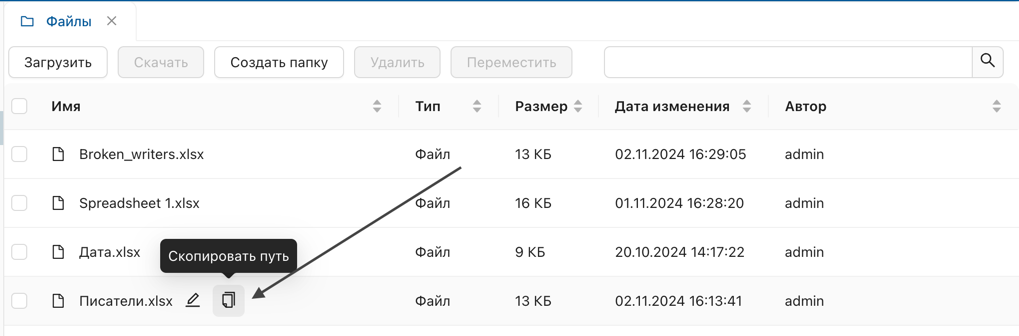 Файлы
Загрузить Скачать Создать папку Удалить Переместить
Имя Тип Размер Дата изменения Автор
Broken_writers.xlsx Файл 13 КБ 02.11.2024 16:29:05 admin
Spreadsheet 1.xlsx Файл 16 КБ 01.11.2024 16:28:20 admin
Дата.xlsx Файл 9 КБ 20.10.2024 14:17:22 admin
Скопировать путь
Писатели.xlsx Файл 13 КБ 02.11.2024 16:13:41 admin